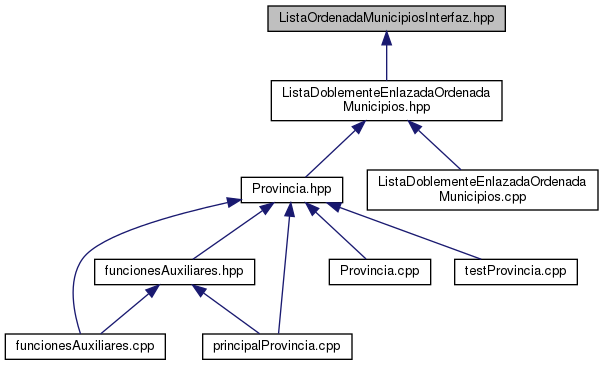 ListaOrdenadaMunicipiosInterfaz.hpp
ListaDoblementeEnlazadaOrdenada
Municipios.hpp
Provincia.hpp
ListaDoblementeEnlazadaOrdenada
Municipios.cpp
funcionesAuxiliares.hpp
Provincia.cpp
testProvincia.cpp
funcionesAuxiliares.cpp
principalProvincia.cpp